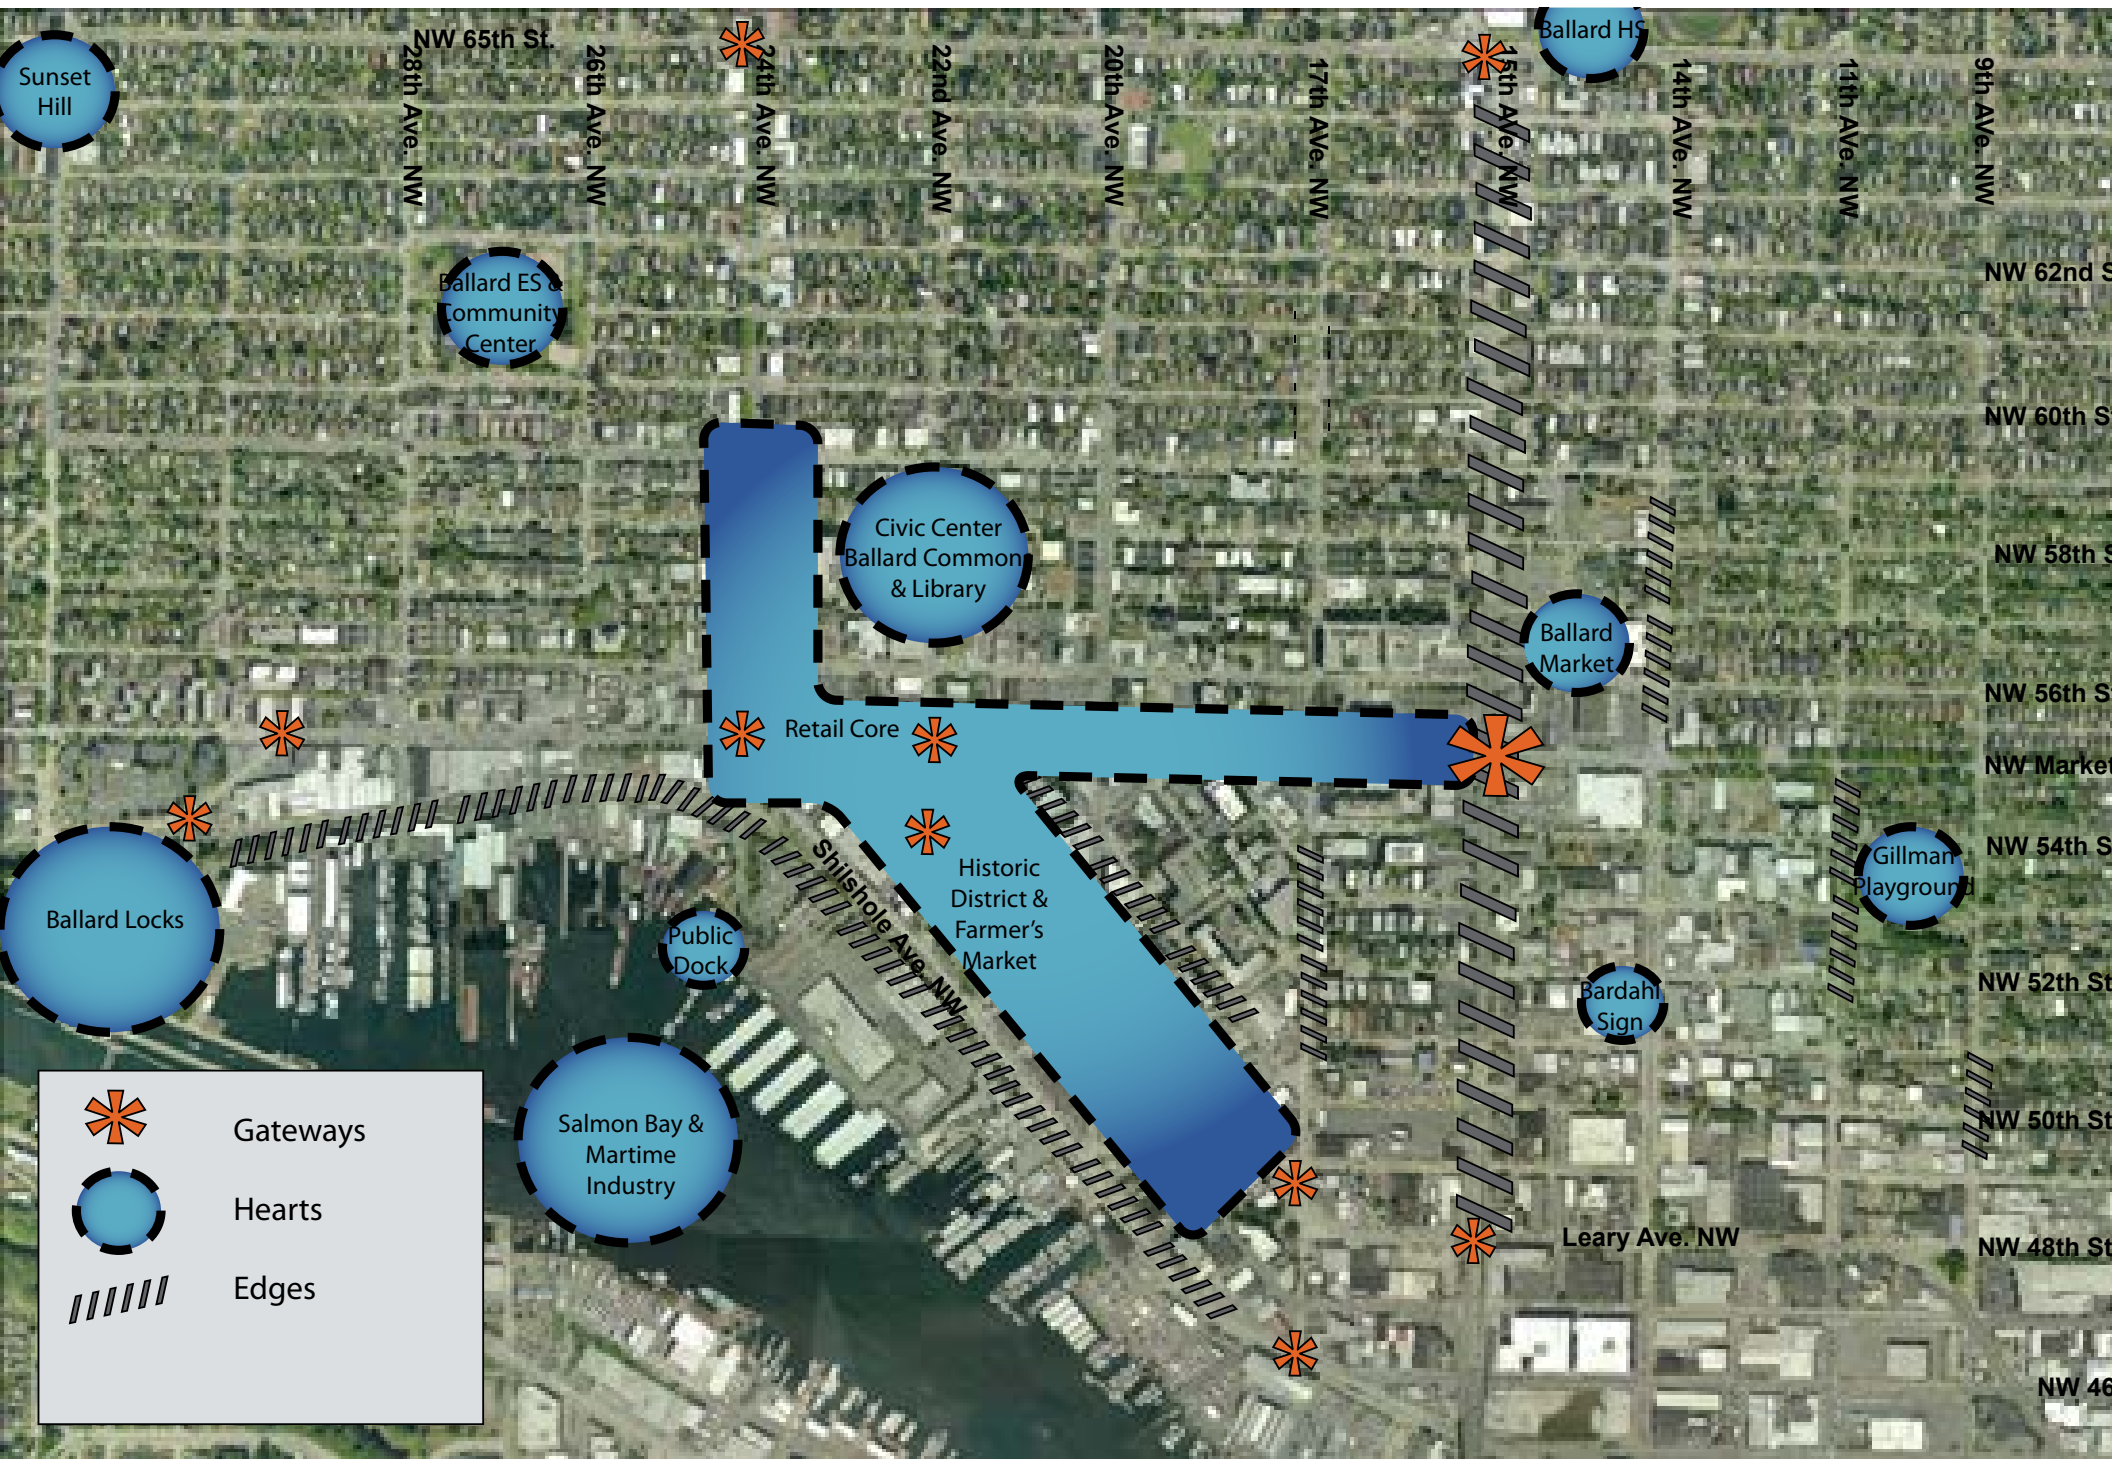 Ballard HS
NW 65th St.
Sunset
Hill
28th Ave. NW
26th Ave. NW
24th Ave. NW
22nd Ave. NW
20th Ave. NW
17th AVe. NW
15th AVe. NW
14th AVe. NW
11th AVe. NW
9th AVe. NW
NW 62nd S
Ballard ES &
Community
Center
NW 60th S
Civic Center
Ballard Common
& Library
NW 58th S
Ballard
Market
NW 56th S
Retail Core
NW Market
Shilshole Ave. NW
Historic
District &
Farmer's
Market
Gillman
Playground
NW 54th S
Ballard Locks
Public
Dock
Bardahl
Sign
NW 52th St
Salmon Bay &
Martime
Industry
NW 50th St
Leary Ave. NW
NW 48th St
NW 46
Gateways
Hearts
Edges